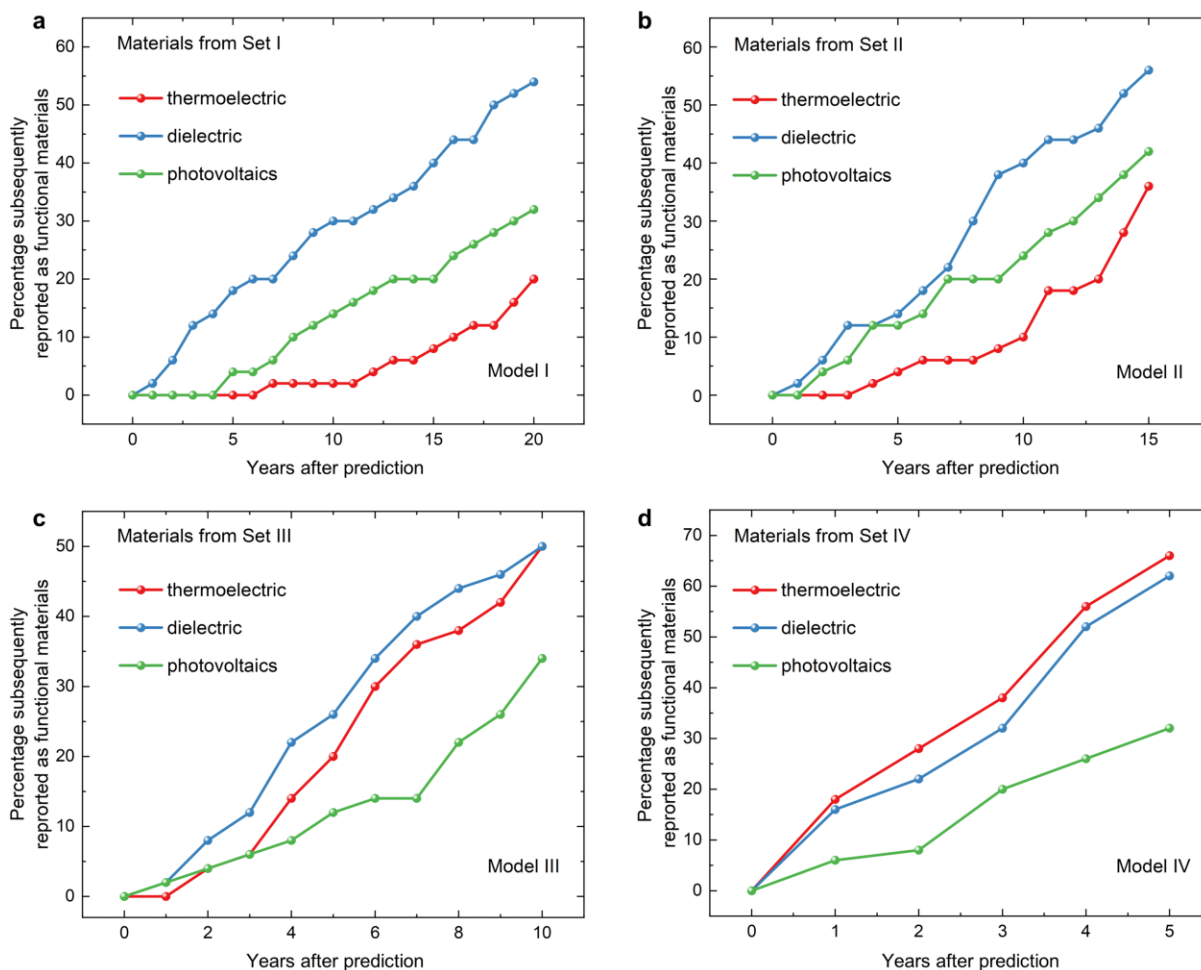 a
Materials from Set I
thermoelectric
dielectric
photovoltaics
Model I
60
50
40
30
20
10
0
0 5 10 15 20
Years after prediction
Percentage subsequently
reprorted as functional materials
b
Materials from Set II
thermoelectric
dielectric
photovoltaics
Model II
60
50
40
30
20
10
0
0 5 10 15
Years after prediction
Percentage subsequently
reprorted as functional materials
c
Materials from Set III
thermoelectric
dielectric
photovoltaics
Model III
50
40
30
20
10
0
0 2 4 6 8 10
Years after prediction
Percentage subsequently
reprorted as functional materials
d
Materials from Set IV
thermoelectric
dielectric
photovoltaics
Model IV
70
60
50
40
30
20
10
0
0 1 2 3 4 5
Years after prediction
Percentage subsequently
reprorted as functional materials